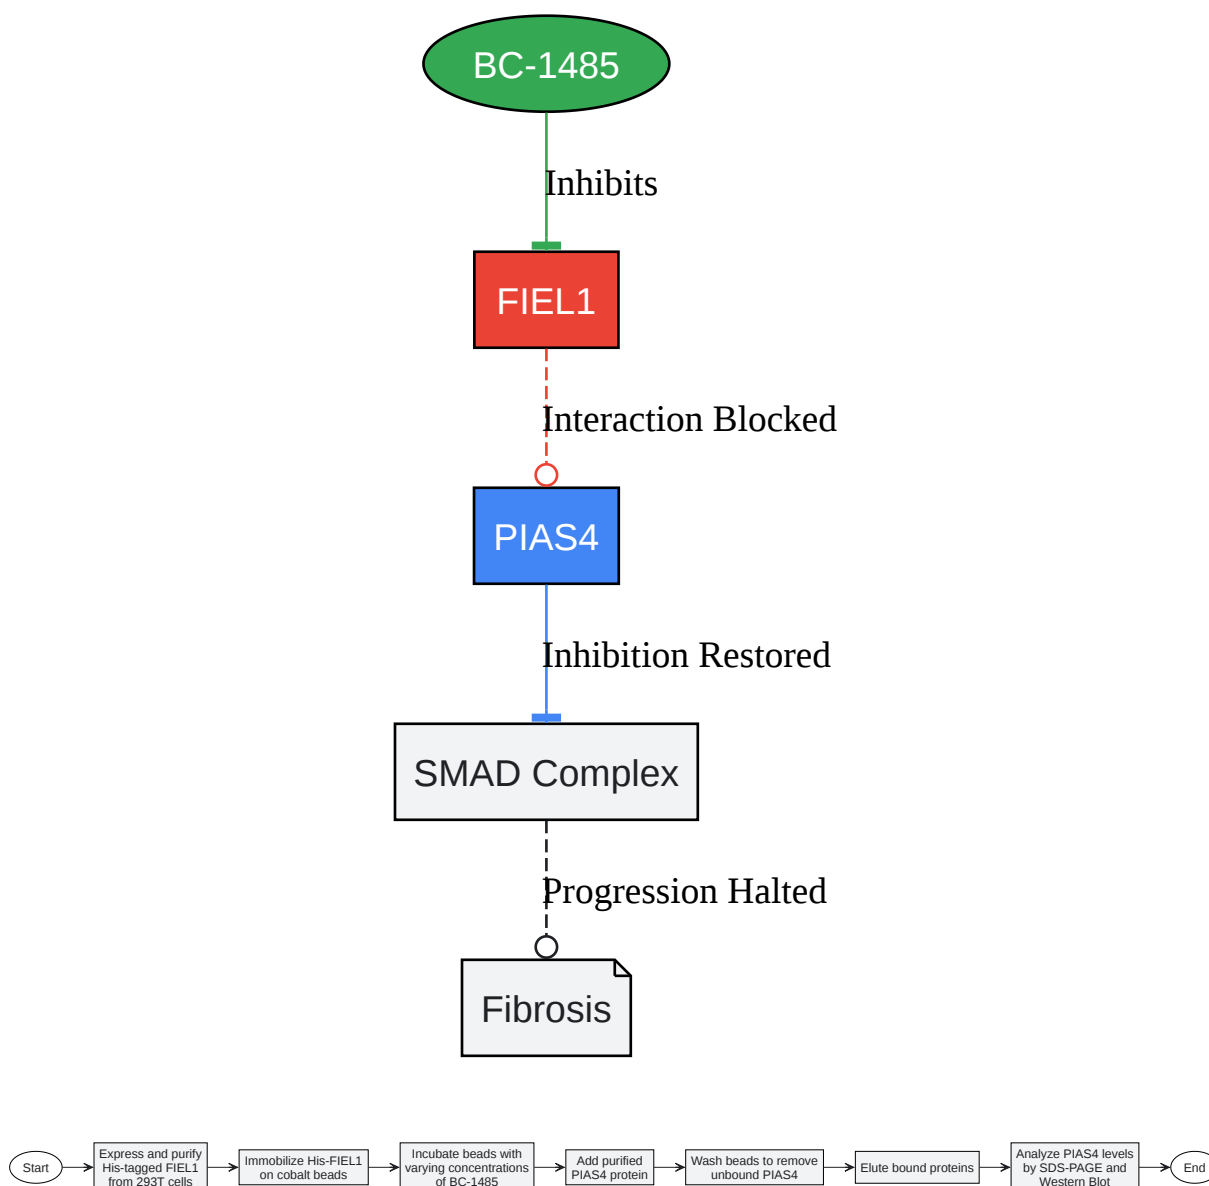 BC-1485
Inhibits
FIEL1
Interaction Blocked
PIAS4
Inhibition Restored
SMAD Complex
Progression Halted
Fibrosis
Start
Express and purify
His-tagged FIEL1
from 293T cells
Immobilize His-FIEL1
on cobalt beads
Incubate beads with
varying concentrations
of BC-1485
Add purified
PIAS4 protein
Wash beads to remove
unbound PIAS4
Elute bound proteins
Analyze PIAS4 levels
by SDS-PAGE and
Western Blot
End